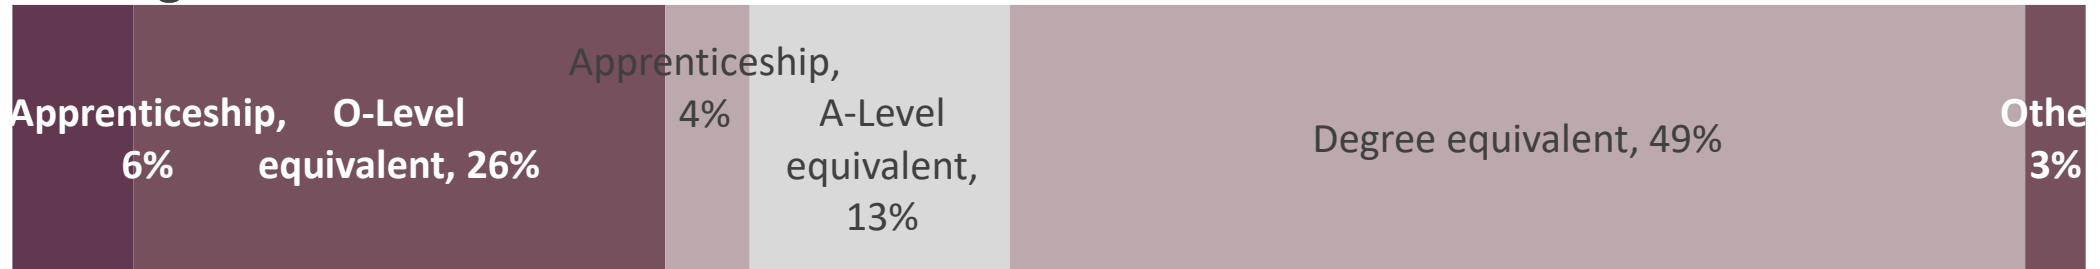 Apprenticeship,
6%
O-Level
equivalent, 26%
Apprenticeship,
4%
A-Level
equivalent,
13%
Degree equivalent, 49%
Othe
3%